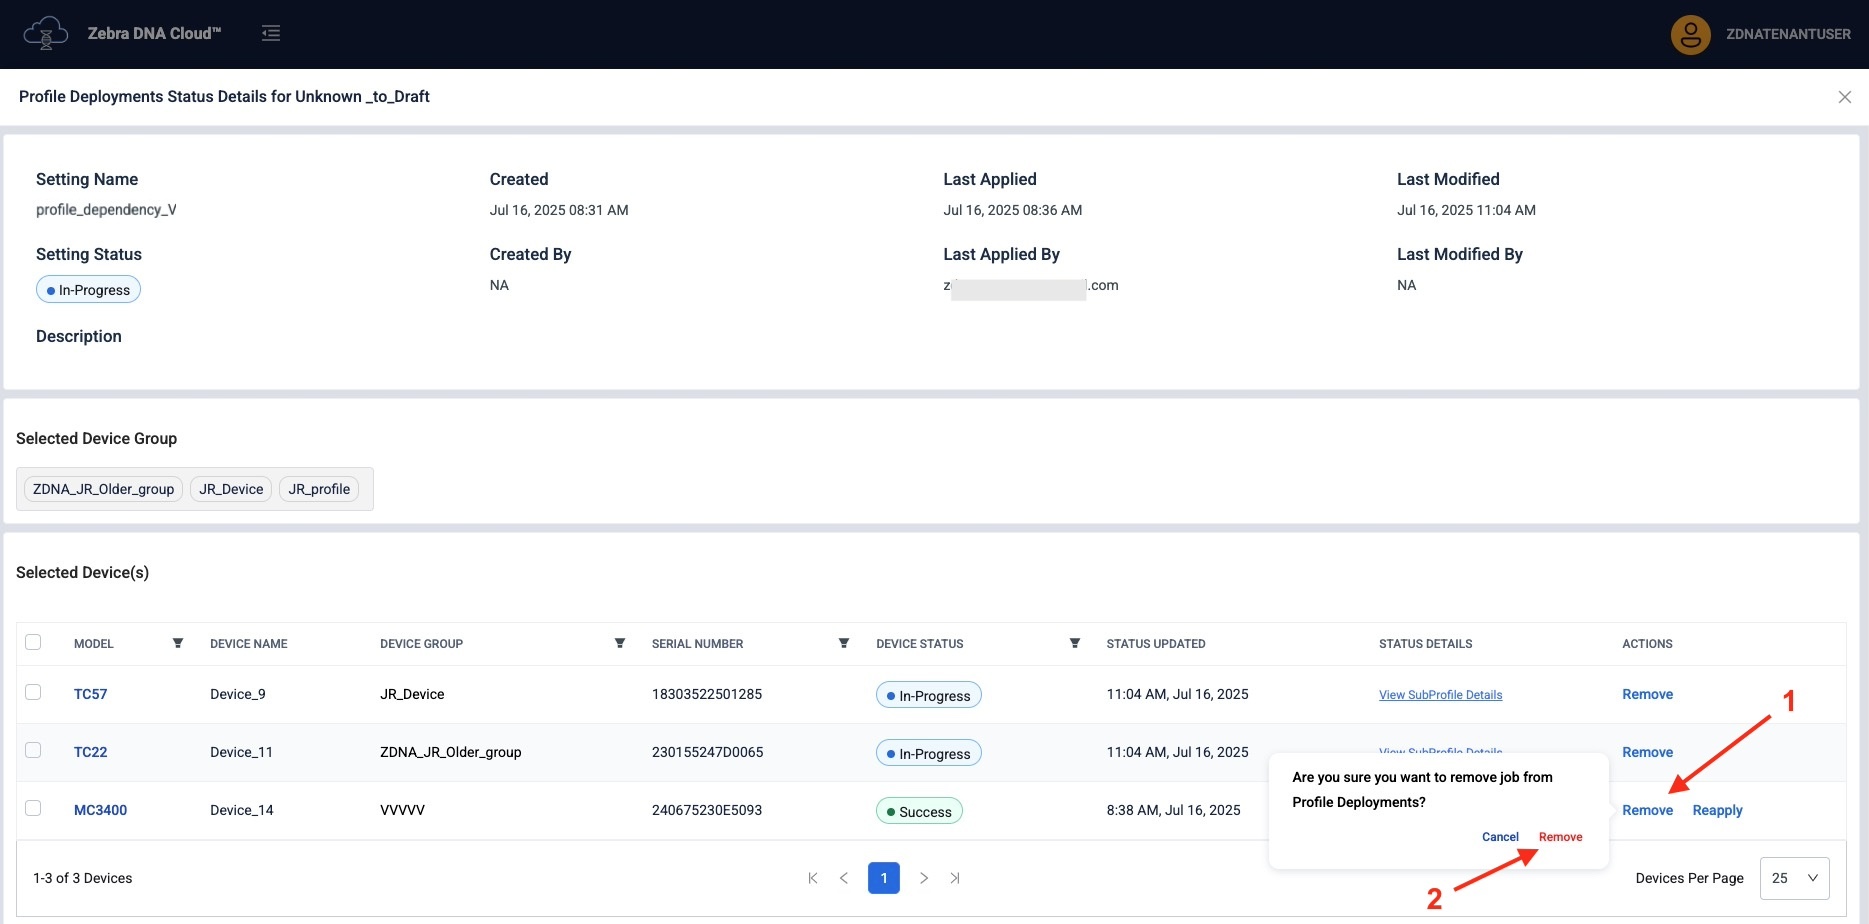 Zebra DNA Cloud™
ZDNATENANTUSER
Profile Deployments Status Details for Unknown _to_Draft
Setting Name
Created
Last Applied
Last Modified
profile_dependency_V
Jul 16, 2025 08:31 AM
Jul 16, 2025 08:36 AM
Jul 16, 2025 11:04 AM
Setting Status
Created By
Last Applied By
Last Modified By
In-Progress
NA
.com
NA
Description
Selected Device Group
ZDNA_JR_Older_group JR_Device JR_profile
Selected Device(s)
MODEL DEVICE NAME DEVICE GROUP SERIAL NUMBER DEVICE STATUS STATUS UPDATED STATUS DETAILS ACTIONS
TC57 Device_9 JR_Device 18303522501285 In-Progress 11:04 AM, Jul 16, 2025 View SubProfile Details Remove
1
TC22 Device_11 ZDNA_JR_Older_group 230155247D0065 In-Progress 11:04 AM, Jul 16, 2025 View SubProfile Details Remove
MC3400 Device_14 VVVVV 240675230E5093 Success 8:38 AM, Jul 16, 2025 Remove Reapply
Are you sure you want to remove job from
Profile Deployments?
Cancel Remove
2
1-3 of 3 Devices
1
Devices Per Page 25